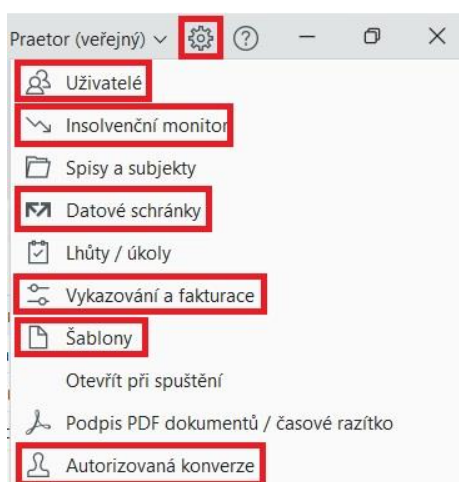 Praetor (veřejný)
Uživatelé
Insolvenční monitor
Spisy a subjekty
Datové schránky
Lhůty / úkoly
Vykazování a fakturace
Šablony
Otevřít při spuštění
Podpis PDF dokumentů / časové razítko
Autorizovaná konverze